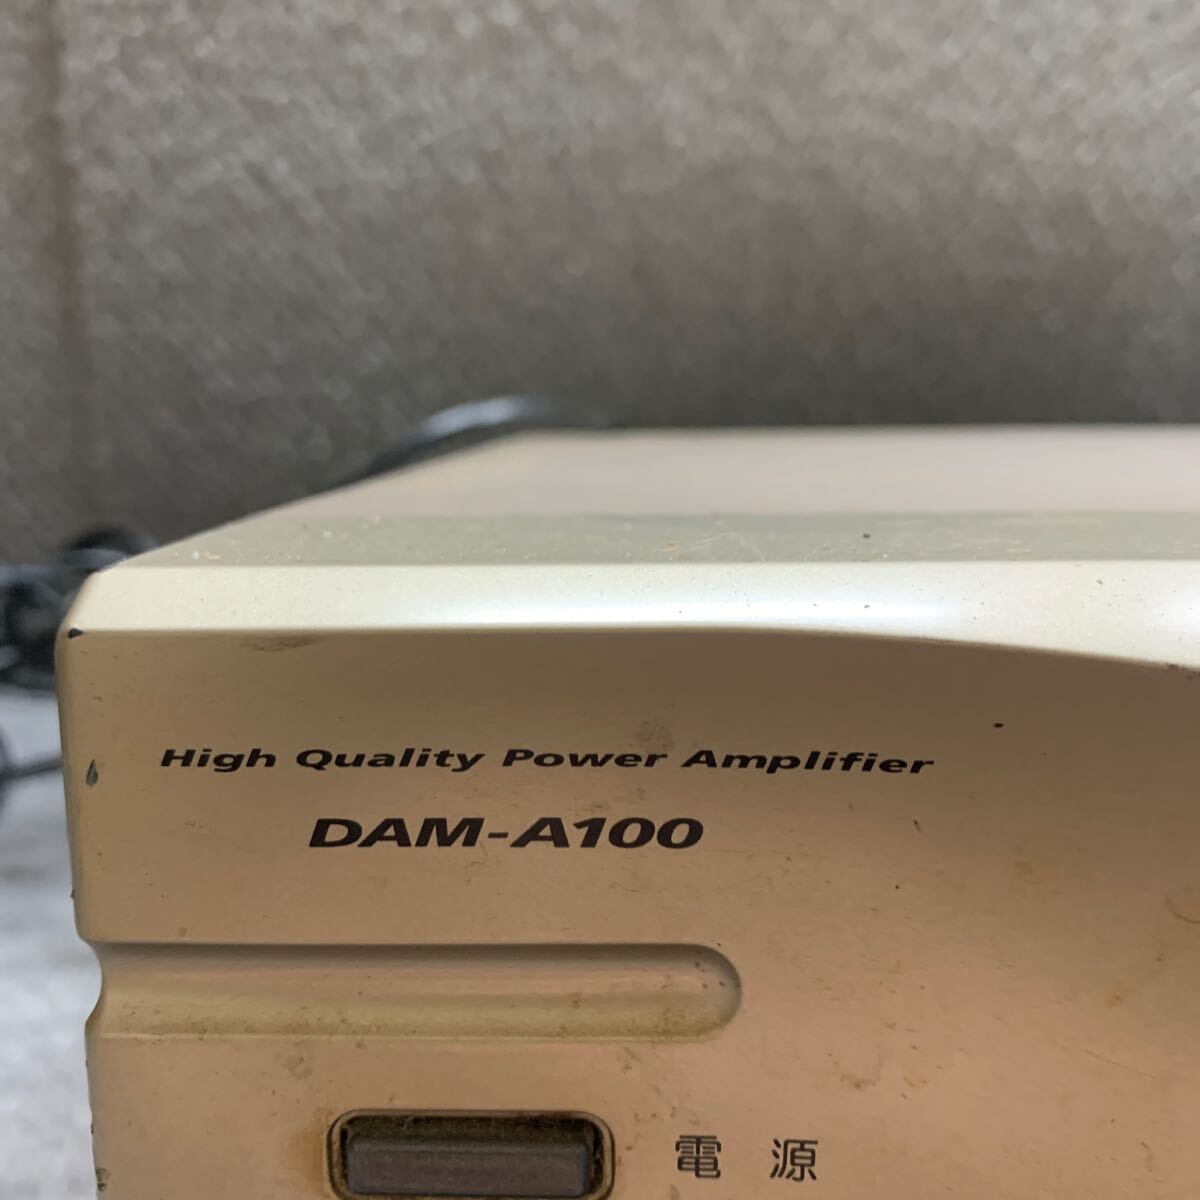 High Quality Power Amplifier
DAM-A100
電源